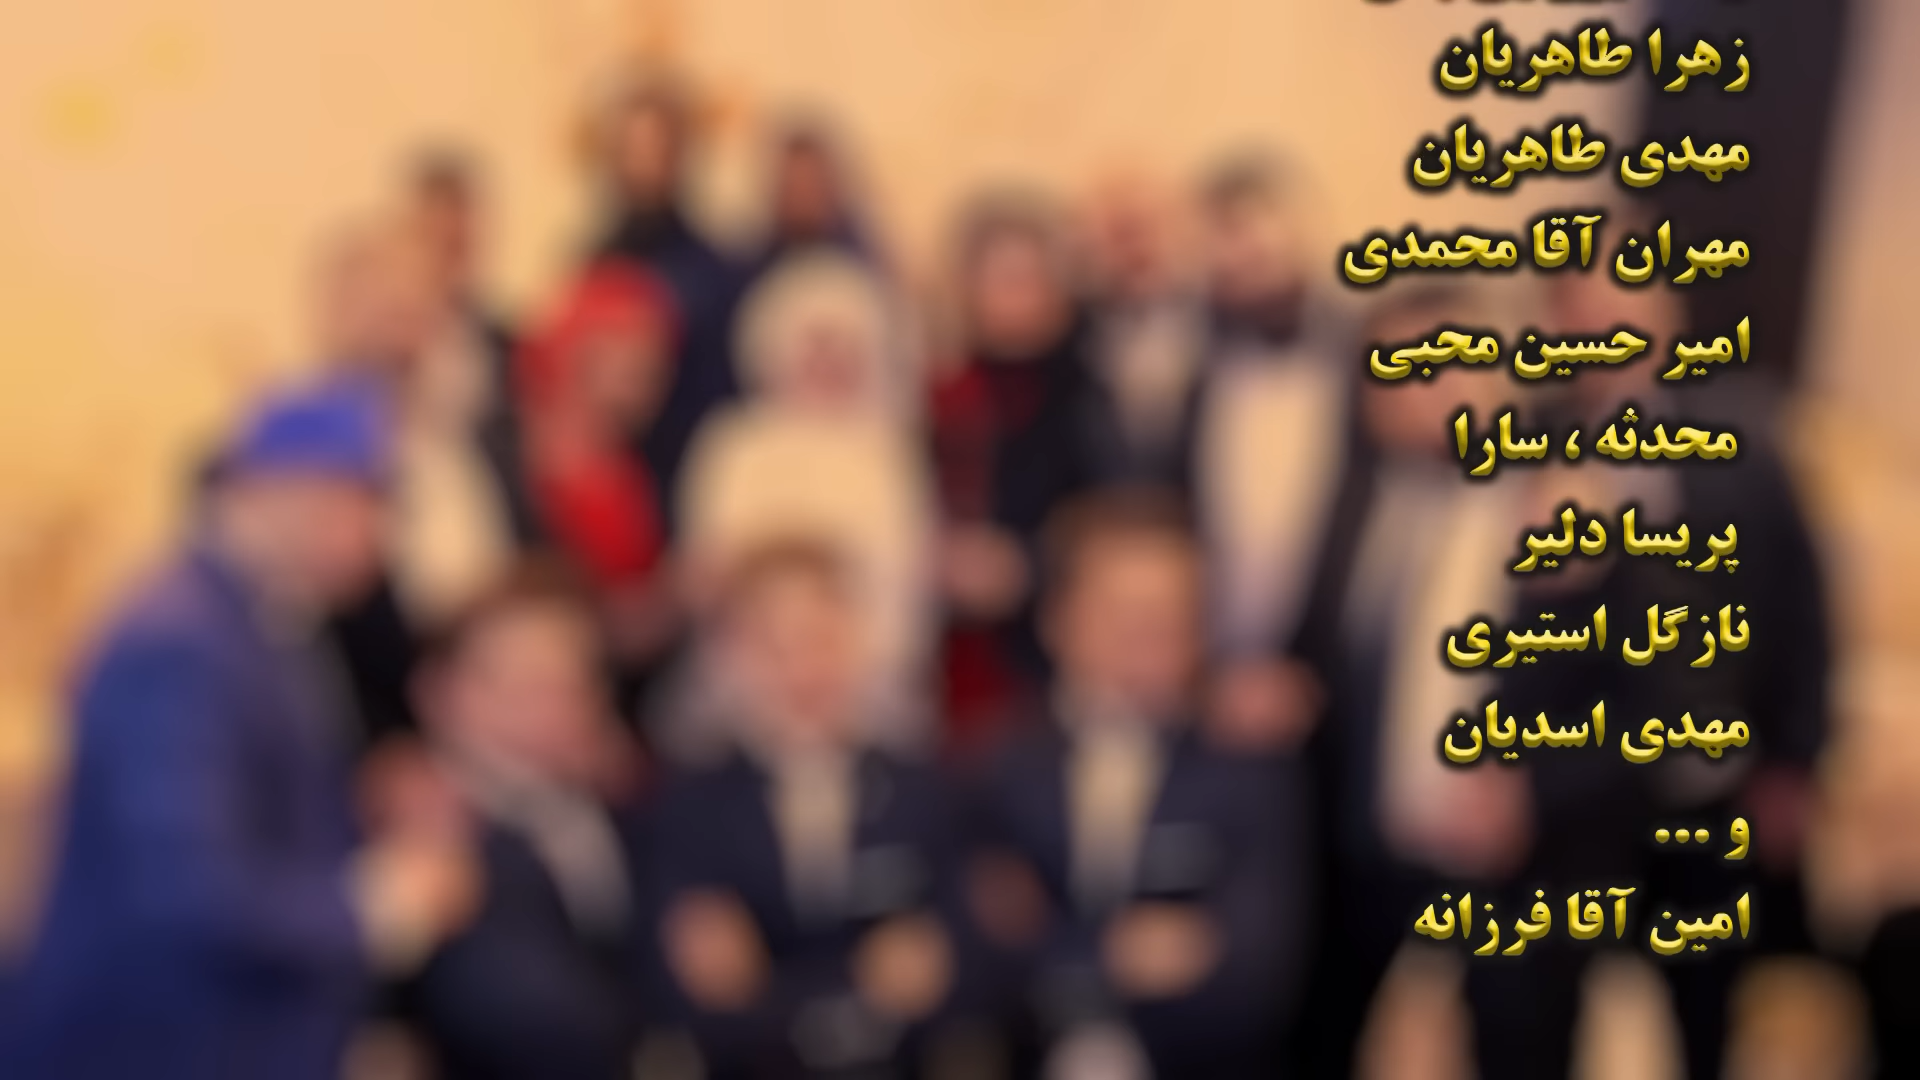 زهرا طاهریان
مهدی طاهریان
مهران آقا محمدی
امیر حسین محبی
محدثه ، سارا
پریسا دلیر
نازگل استیری
مهدی اسدیان
و ...
امین آقا فرزانه